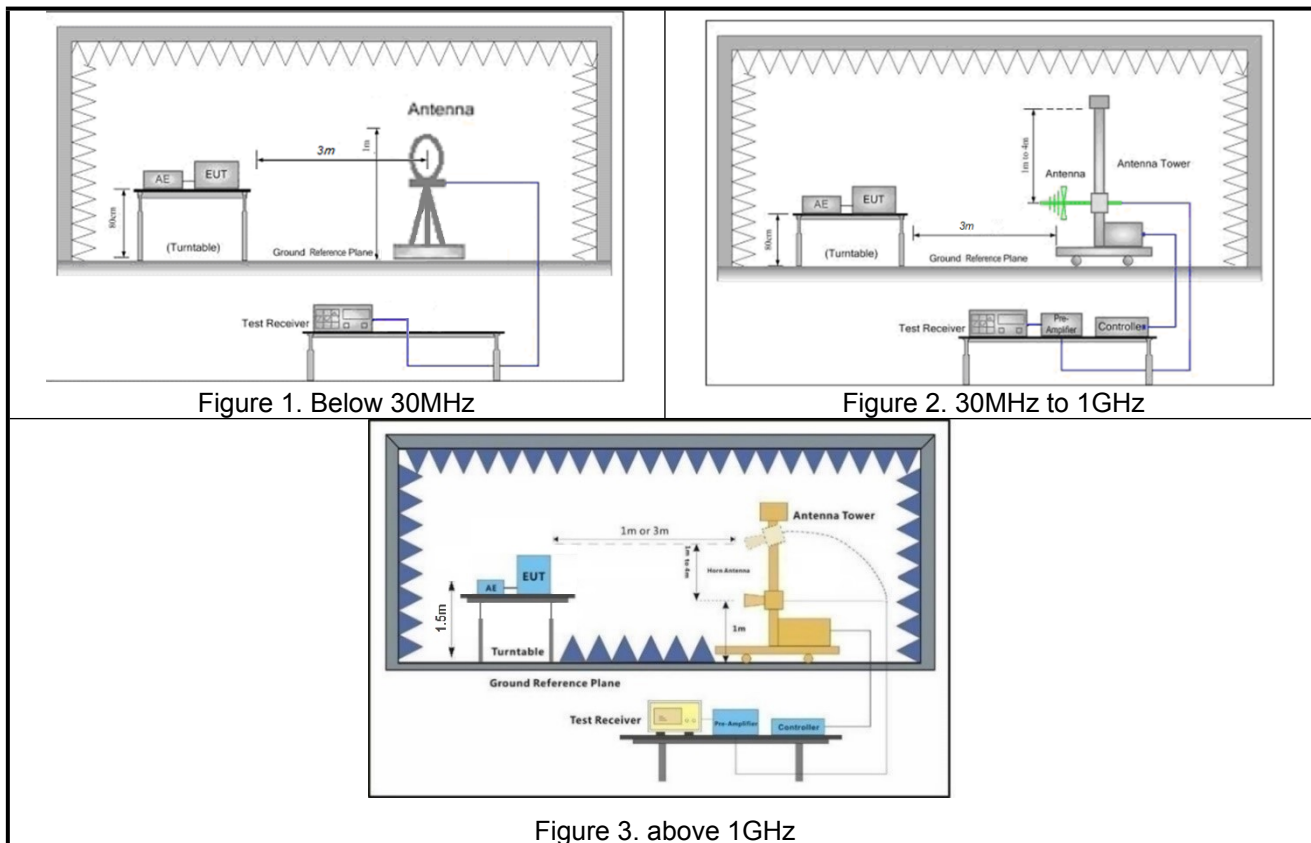 Antenna
1m
3m
AE
EUT
80cm
(Turntable)
Ground Reference Plane
Test Receiver
Figure 1. Below 30MHz
1m to 4m
Antenna
Antenna Tower
AE
EUT
3m
80cm
(Turntable)
Ground Reference Plane
Test Receiver
Pre-
Amplifier
Controller
Figure 2. 30MHz to 1GHz
Antenna Tower
1m or 3m
1m to 4m
Horn Antenna
EUT
AE
1.5m
1m
Turntable
Ground Reference Plane
Test Receiver
Pre-Amplifier
Controller
Figure 3. above 1GHz